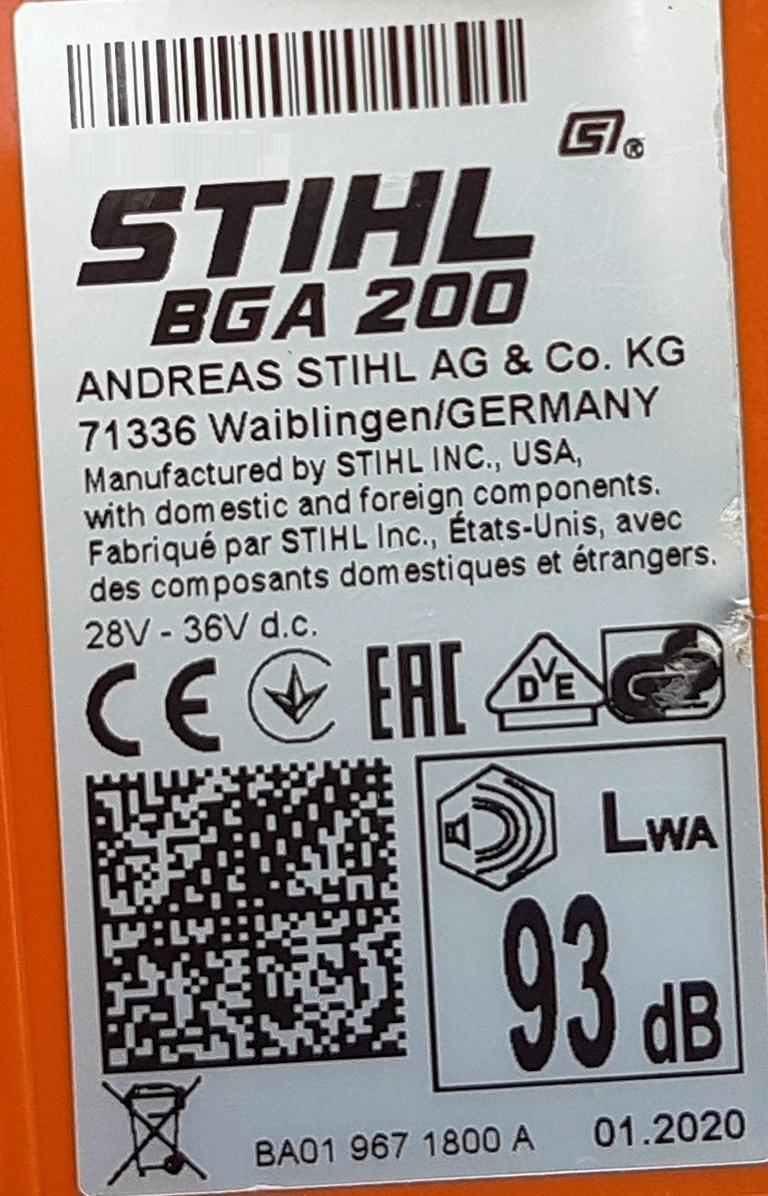 STIHL
BGA 200
ANDREAS STIHL AG & Co. KG
71336 Waiblingen/GERMANY
Manufactured by STIHL INC., USA,
with domestic and foreign components.
Fabriqué par STIHL Inc., États-Unis, avec
des composants domestiques et étrangers.
28V - 36V d.c.
CE EAC DVE
LWA
93 dB
BA01 967 1800 A 01.2020